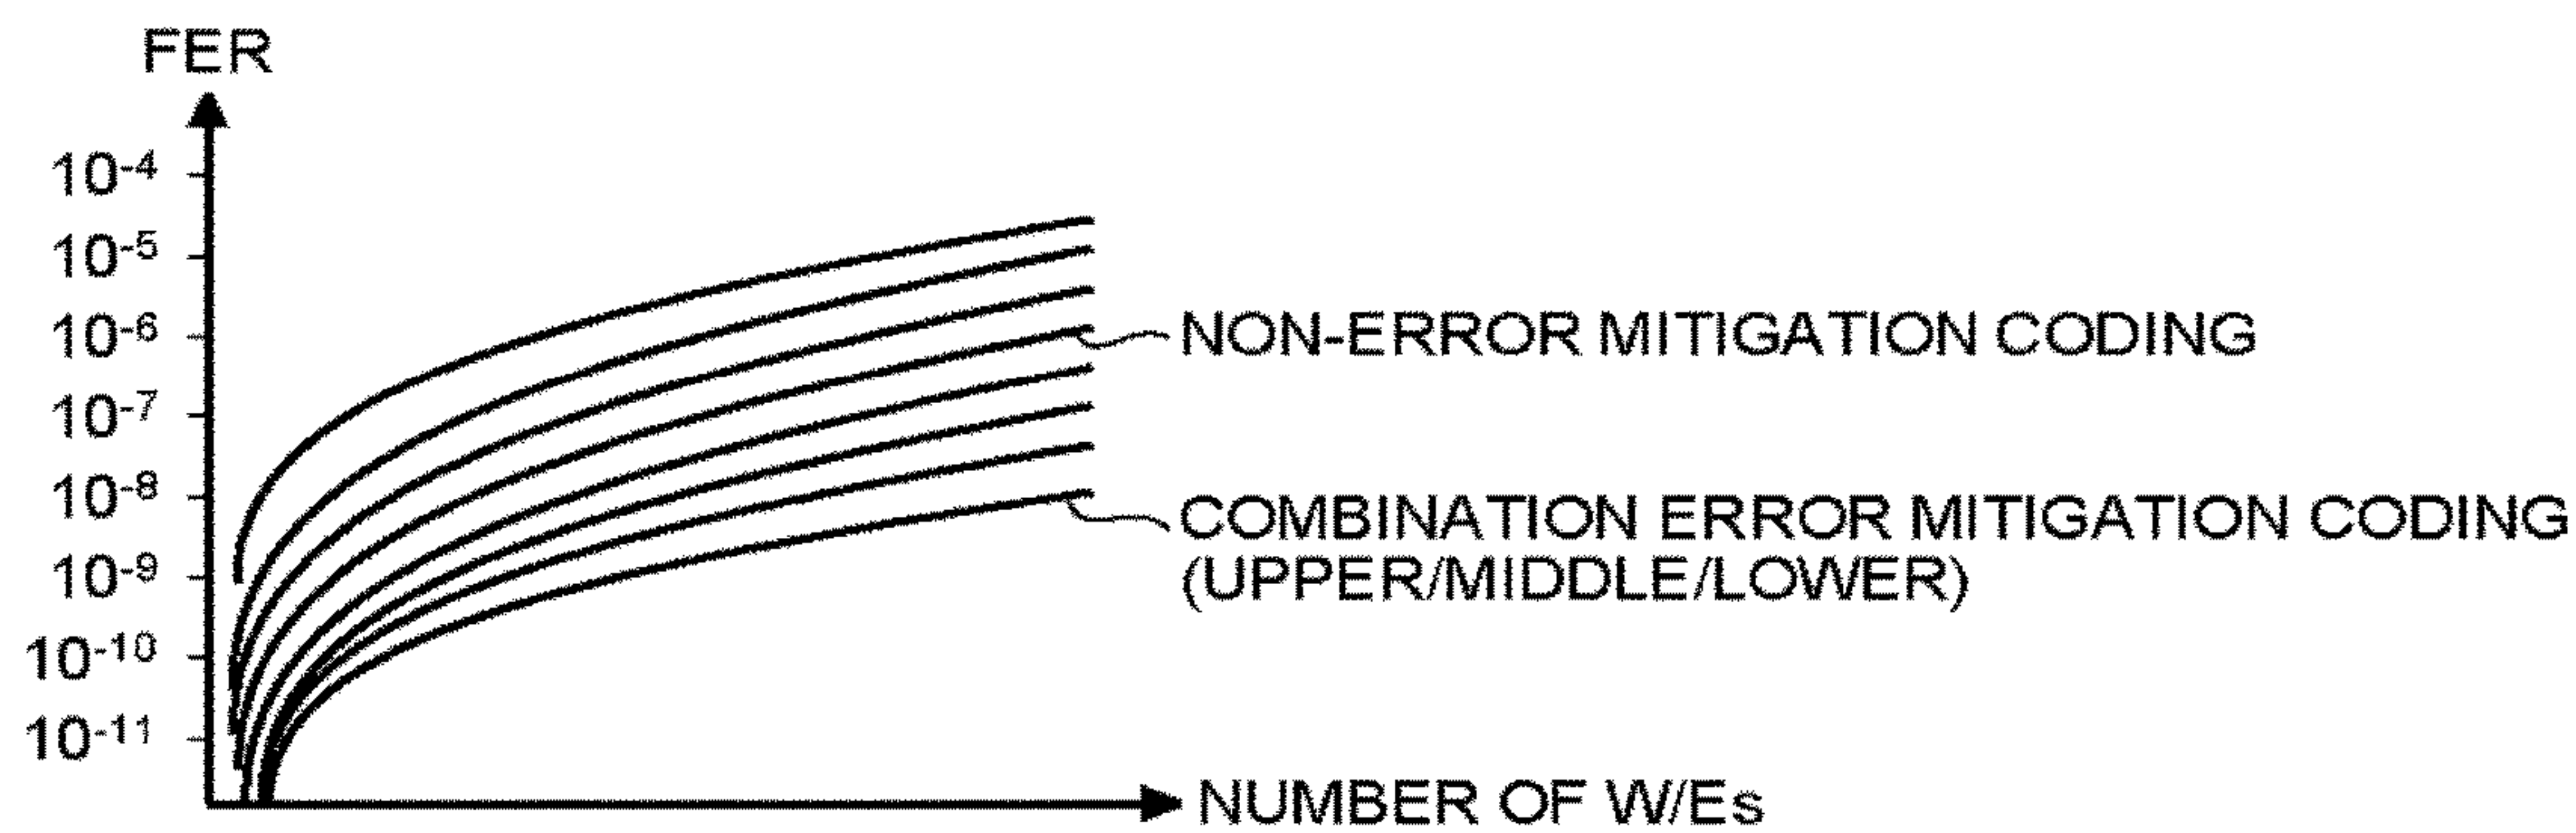 FER
10-4
10-5
10-6
10-7
10-8
10-9
10-10
10-11
NON-ERROR MITIGATION CODING
COMBINATION ERROR MITIGATION CODING
(UPPER/MIDDLE/LOWER)
NUMBER OF W/Es